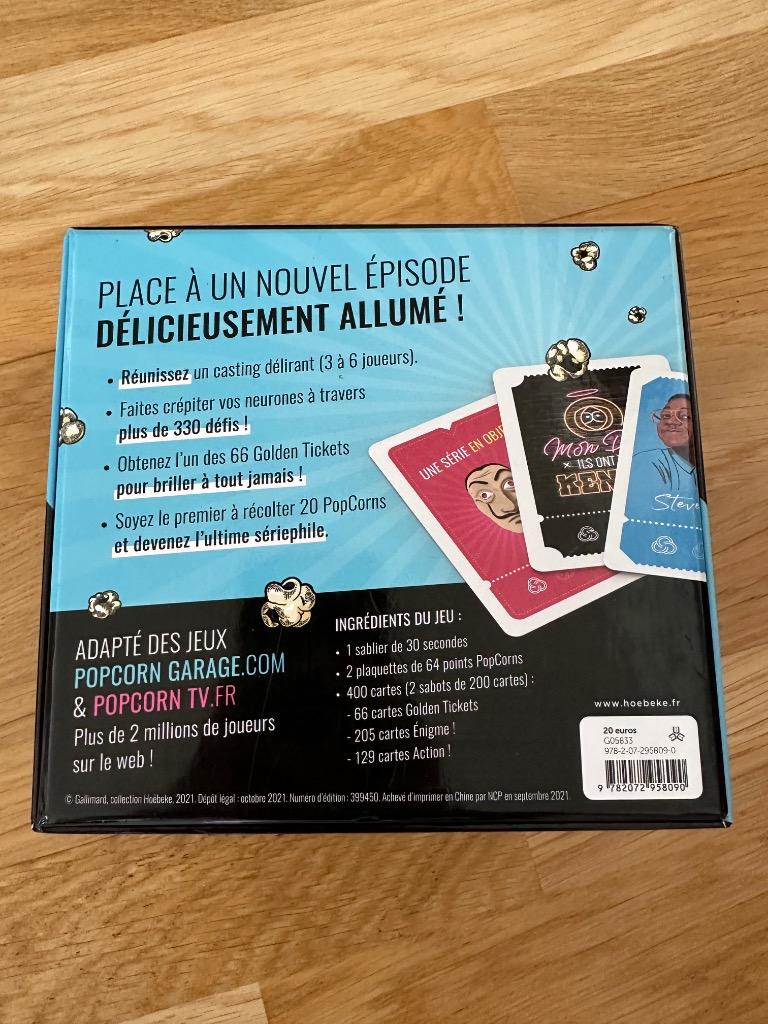 PLACE À UN NOUVEL ÉPISODE
DÉLICIEUSEMENT ALLUMÉ !
• Réunissez un casting délirant (3 à 6 joueurs).
• Faites crépiter vos neurones à travers
plus de 330 défis !
• Obtenez l'un des 66 Golden Tickets
pour briller à tout jamais !
• Soyez le premier à récolter 20 PopCorns
et devenez l'ultime sériephile.
UNE SÉRIE EN OBJE
Mon D
× ILS ONT
KEN
Steve
ADAPTÉ DES JEUX
POPCORN GARAGE.COM
& POPCORN TV.FR
Plus de 2 millions de joueurs
sur le web !
INGRÉDIENTS DU JEU :
• 1 sablier de 30 secondes
• 2 plaquettes de 64 points PopCorns
• 400 cartes (2 sabots de 200 cartes) :
- 66 cartes Golden Tickets
- 205 cartes Énigme !
- 129 cartes Action !
www.hoebeke.fr
20 euros
G05833
978-2-07-295809-0
9 782072 958090
© Gallimard, collection Hoëbeke, 2021. Dépôt légal : octobre 2021. Numéro d'édition : 399450. Achevé d'imprimer en Chine par NCP en septembre 2021.